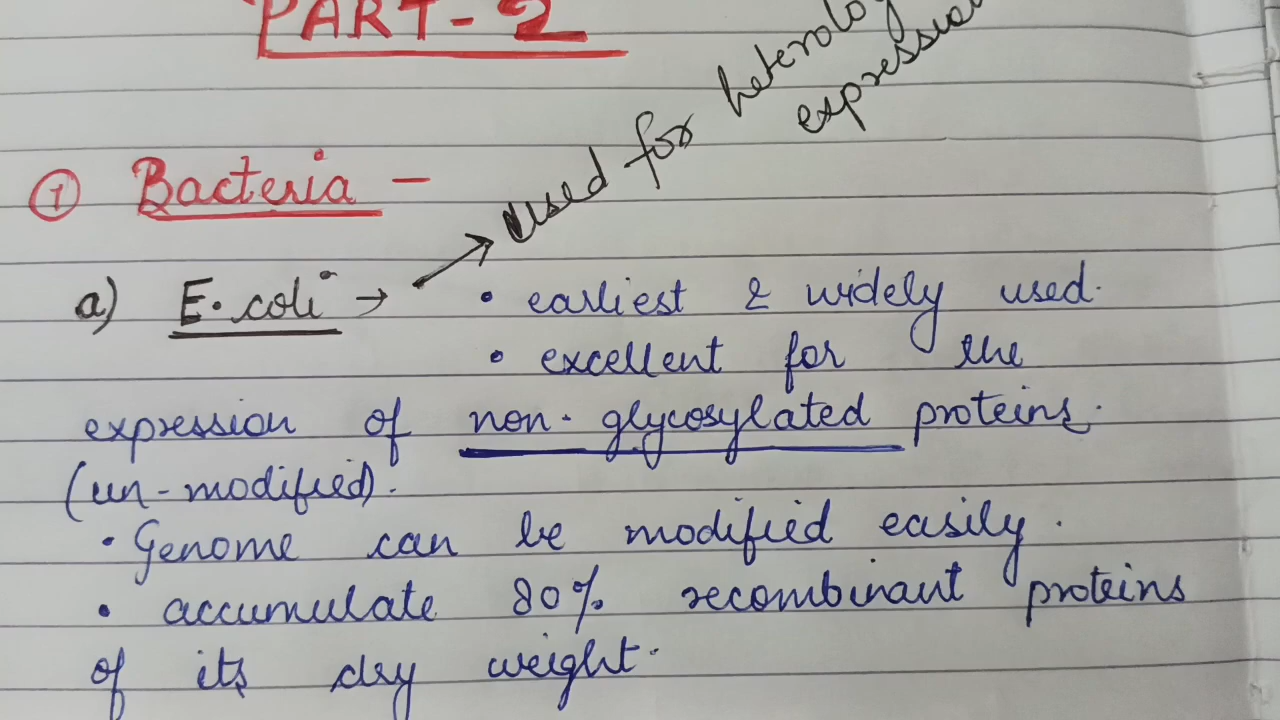 PART-2
used for heterolog
expression
① Bacteria -
a) E. coli → • earliest & widely used.
• excellent for the
expression of non-glycosylated proteins.
(un-modified).
• Genome can be modified easily.
• accumulate 80% recombinant proteins
of its dry weight.